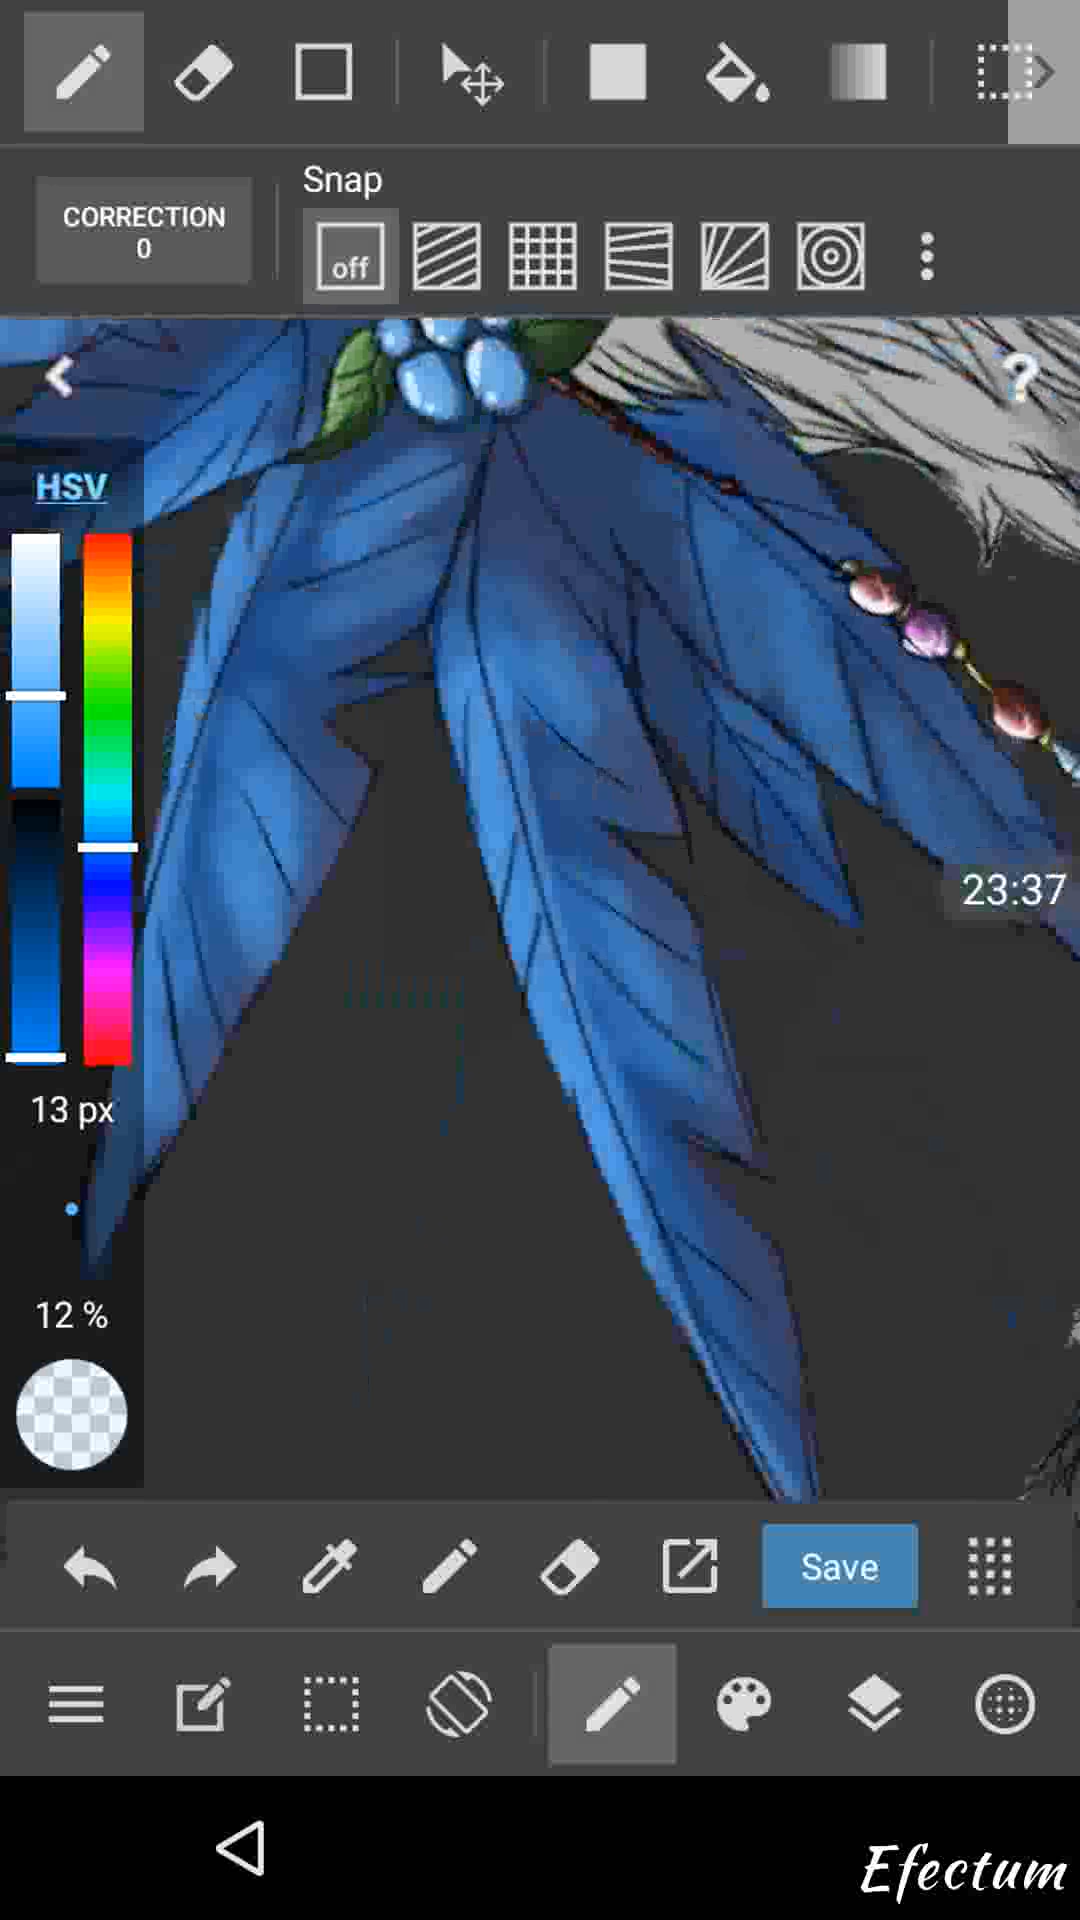 Snap
CORRECTION
0
off
?
HSV
23:37
13 px
12 %
Save
Efectum